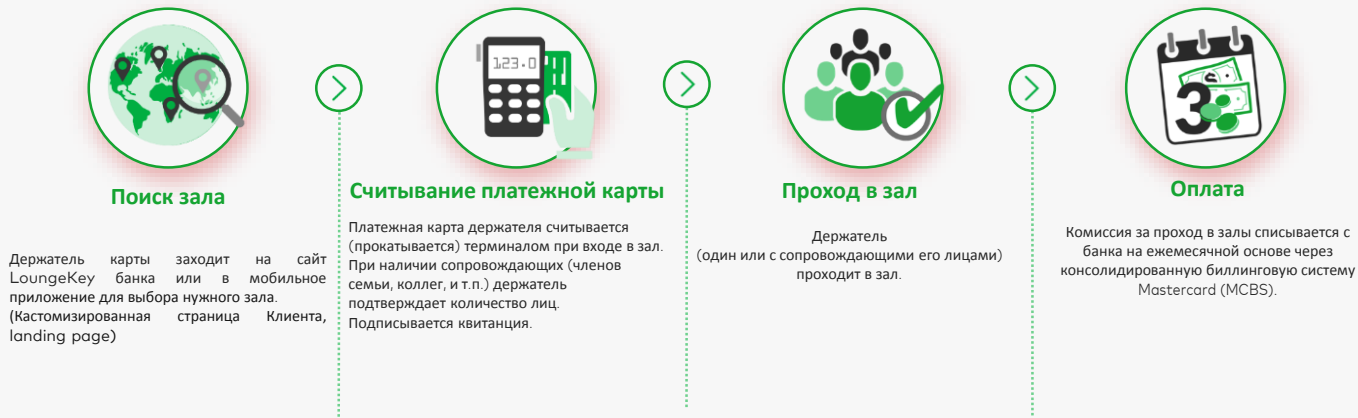 123.0
3
Поиск зала
Держатель карты заходит на сайт
LoungeKey банка или в мобильное
приложение для выбора нужного зала.
(Кастомизированная страница Клиента,
landing page)
Считывание платежной карты
Платежная карта держателя считывается
(прокатывается) терминалом при входе в зал.
При наличии сопровождающих (членов
семьи, коллег, и т.п.) держатель
подтверждает количество лиц.
Подписывается квитанция.
Проход в зал
Держатель
(один или с сопровождающими его лицами)
проходит в зал.
Оплата
Комиссия за проход в залы списывается с
банка на ежемесячной основе через
консолидированную биллинговую систему
Mastercard (MCBS).